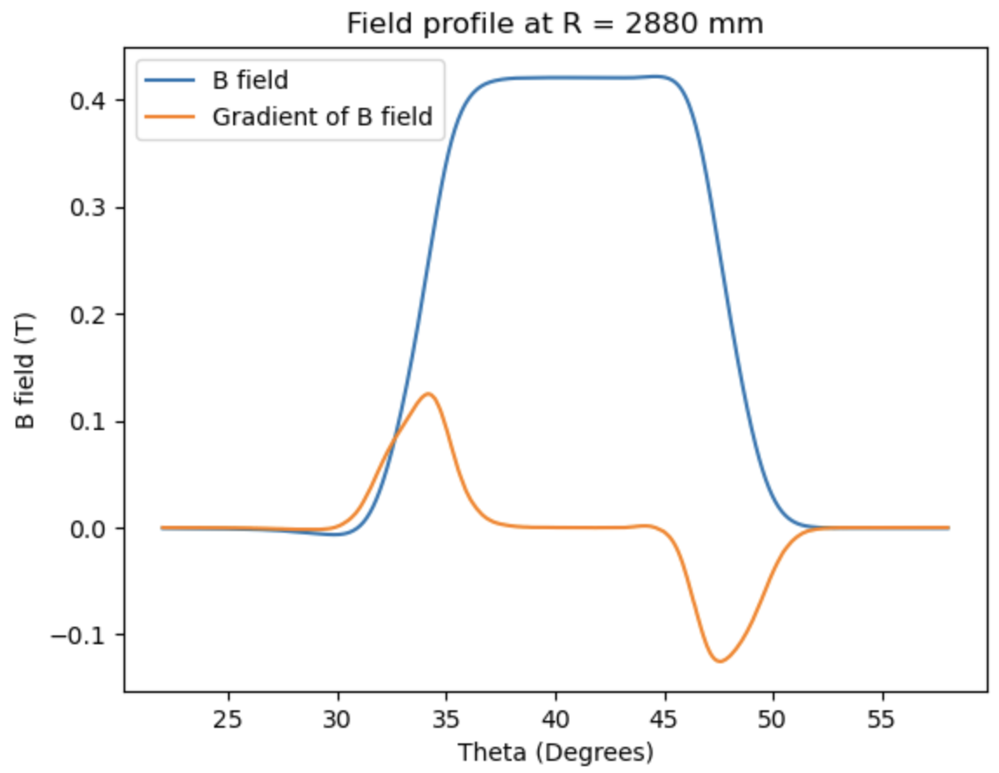 Field profile at R = 2880 mm
B field
Gradient of B field
0.4
0.3
0.2
0.1
0.0
−0.1
B field (T)
25 30 35 40 45 50 55
Theta (Degrees)